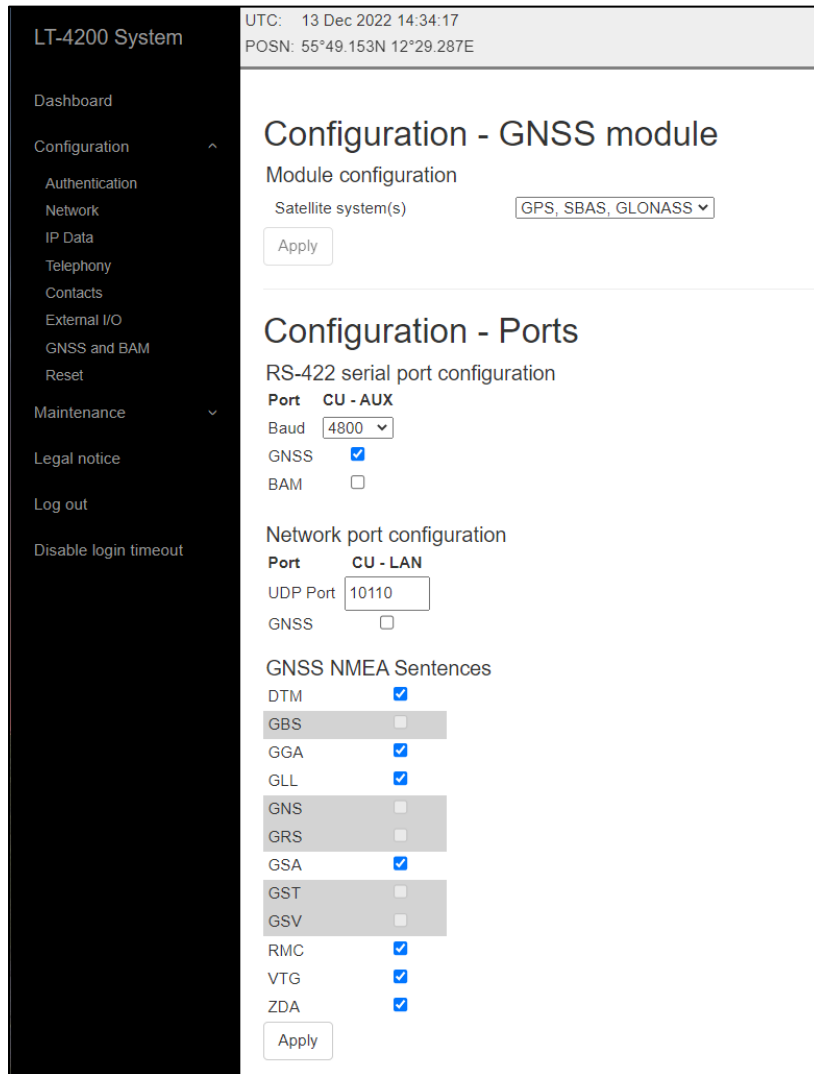 LT-4200 System
Dashboard
Configuration
Authentication
Network
IP Data
Telephony
Contacts
External I/O
GNSS and BAM
Reset
Maintenance
Legal notice
Log out
Disable login timeout
UTC: 13 Dec 2022 14:34:17
POSN: 55°49.153N 12°29.287E
Configuration - GNSS module
Module configuration
Satellite system(s) GPS, SBAS, GLONASS
Apply
Configuration - Ports
RS-422 serial port configuration
Port CU - AUX
Baud 4800
GNSS
BAM
Network port configuration
Port CU - LAN
UDP Port 10110
GNSS
GNSS NMEA Sentences
DTM
GBS
GGA
GLL
GNS
GRS
GSA
GST
GSV
RMC
VTG
ZDA
Apply